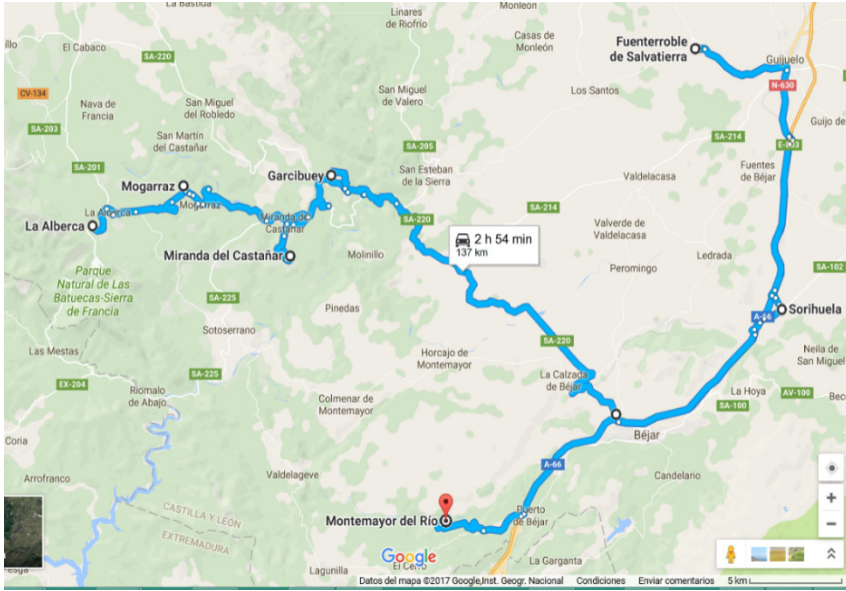 La Bastida
Linares
de Riofrío
Monleon
Casas de
Monleón
Fuenterroble
de Salvatierra
Guijuelo
El Cabaco
SA-220
N-630
CV-134
Nava de
Francia
San Miguel
del Robledo
San Miguel
de Valero
Los Santos
Guijo de
SA-203
San Martín
del Castañar
SA-205
SA-214
E-803
SA-201
Garcibuey
San Esteban
de la Sierra
Valdelacasa
Fuentes
de Béjar
Mogarraz
Mogarraz
La Alberca
La Alberca
Miranda de
Castañar
SA-220
SA-214
Valverde de
Valdelacasa
2 h 54 min
137 km
Miranda del Castañar
Molinillo
Ledrada
Peromingo
SA-102
Parque
Natural de Las
Batuecas-Sierra
de Francia
SA-225
Pinedas
Sorihuela
A-66
Sotoserrano
SA-220
Las Mestas
Horcajo de
Montemayor
Neila de
San Miguel
SA-225
EX-204
La Calzada
de Béjar
Riomalo
de Abajo
Colmenar de
Montemayor
La Hoya
AV-100
SA-100
Coria
Béjar
A-66
Arrofranco
Valdelageve
Candelario
CASTILLA Y LEÓN
EXTREMADURA
Montemayor del Río
Puerto
de Béjar
Google
El Cerro
Lagunilla
La Garganta
Datos del mapa ©2017 Google,Inst. Geogr. Nacional
Condiciones
Enviar comentarios
5 km